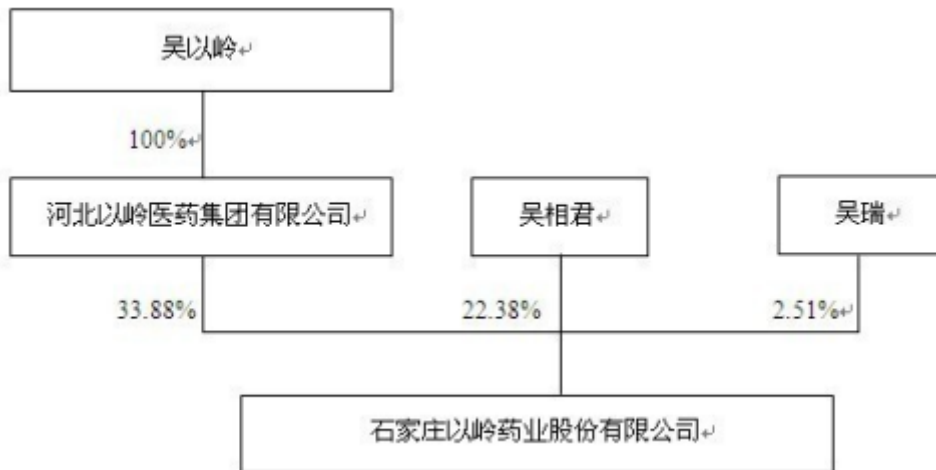 吴以岭
100%
河北以岭医药集团有限公司
吴相君
吴瑞
33.88%
22.38%
2.51%
石家庄以岭药业股份有限公司